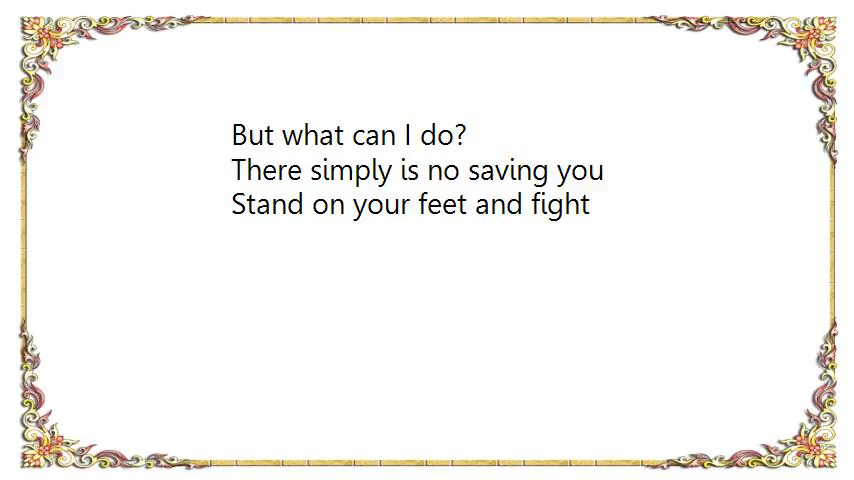 But what can I do?
There simply is no saving you
Stand on your feet and fight